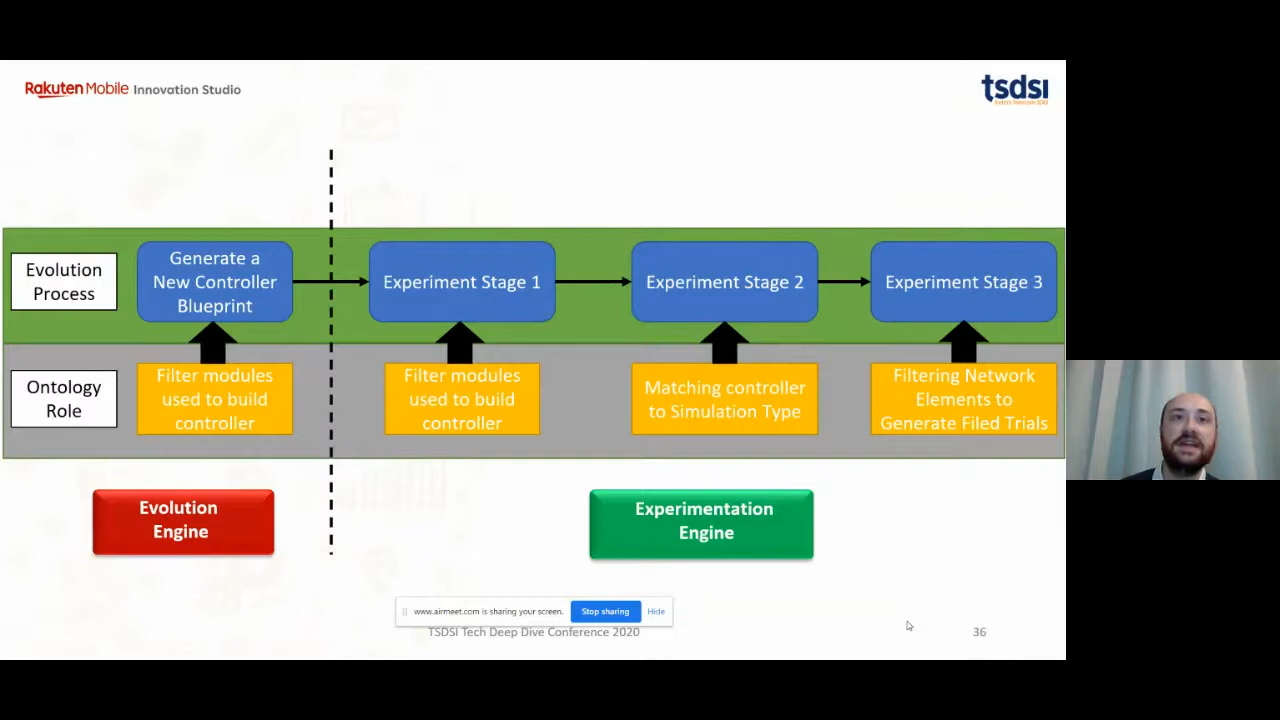 Rakuten Mobile Innovation Studio
tsdsi
India's Telecom SDO
Evolution
Process
Generate a
New Controller
Blueprint
Experiment Stage 1
Experiment Stage 2
Experiment Stage 3
Ontology
Role
Filter modules
used to build
controller
Filter modules
used to build
controller
Matching controller
to Simulation Type
Filtering Network
Elements to
Generate Filed Trials
Evolution
Engine
Experimentation
Engine
www.airmeet.com is sharing your screen.
Stop sharing
Hide
TSDSI Tech Deep Dive Conference 2020
36